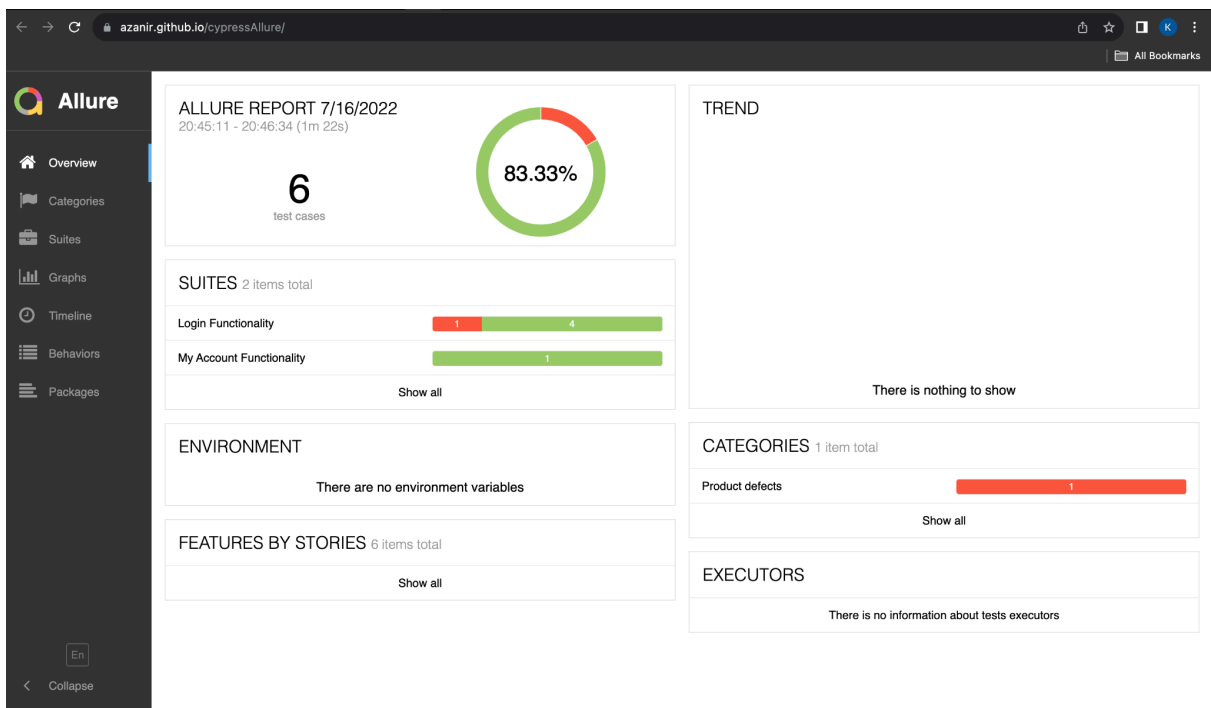 azanir.github.io/cypressAllure/
K
All Bookmarks
Allure
Overview
Categories
Suites
Graphs
Timeline
Behaviors
Packages
En
Collapse
ALLURE REPORT 7/16/2022
20:45:11 - 20:46:34 (1m 22s)
6
test cases
83.33%
SUITES 2 items total
Login Functionality 1 4
My Account Functionality 1
Show all
ENVIRONMENT
There are no environment variables
FEATURES BY STORIES 6 items total
Show all
TREND
There is nothing to show
CATEGORIES 1 item total
Product defects 1
Show all
EXECUTORS
There is no information about tests executors